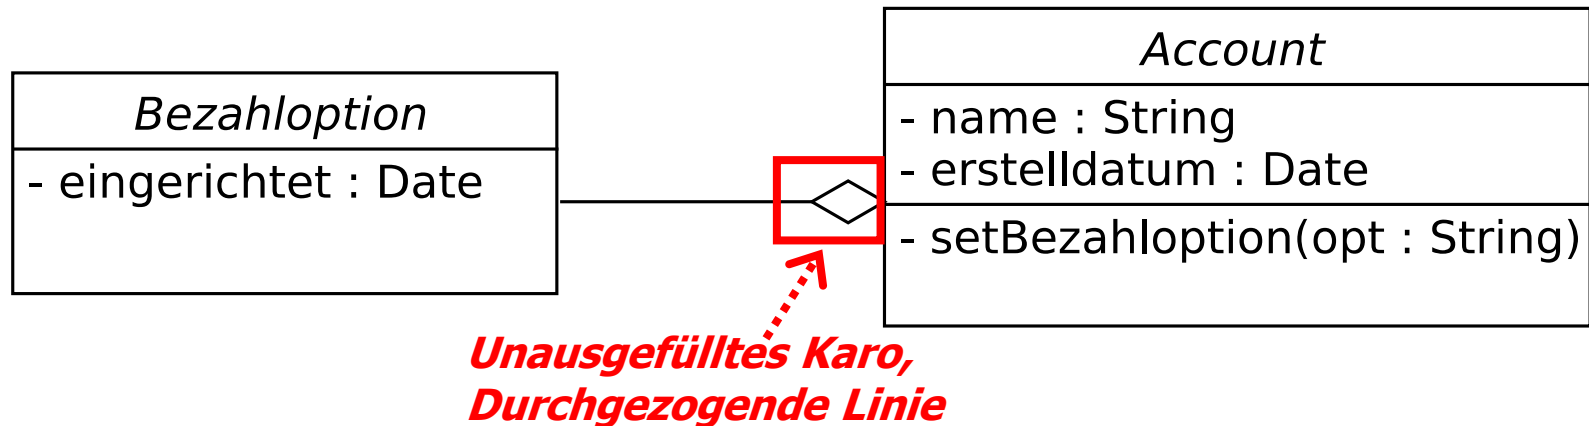 Bezahloption
- eingerichtet : Date
Account
- name : String
- erstelldatum : Date
- setBezahloption(opt : String)
Unausgefülltes Karo,
Durchgezogende Linie